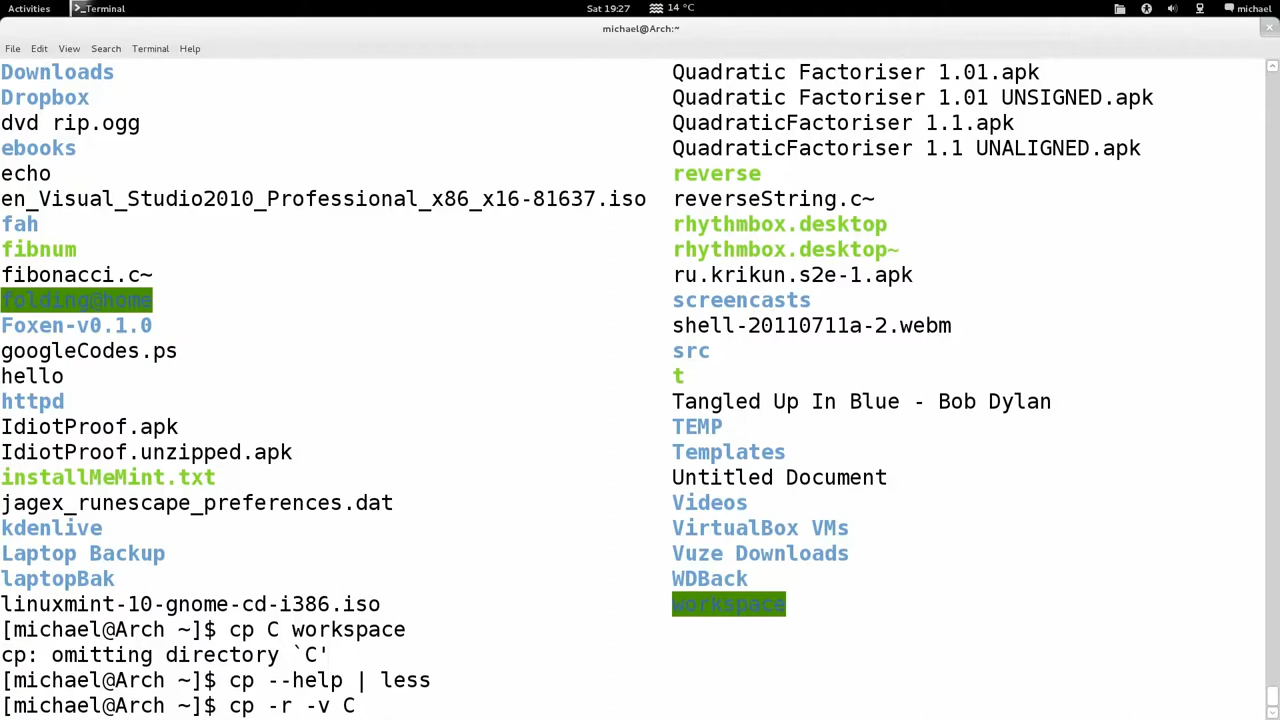 Activities
Terminal
Sat 19:27
14 °C
michael
michael@Arch:~
File Edit View Search Terminal Help
Downloads
Dropbox
dvd rip.ogg
ebooks
echo
en_Visual_Studio2010_Professional_x86_x16-81637.iso
fah
fibnum
fibonacci.c~
folding@home
Foxen-v0.1.0
googleCodes.ps
hello
httpd
IdiotProof.apk
IdiotProof.unzipped.apk
installMeMint.txt
jagex_runescape_preferences.dat
kdenlive
Laptop Backup
laptopBak
linuxmint-10-gnome-cd-i386.iso
Quadratic Factoriser 1.01.apk
Quadratic Factoriser 1.01 UNSIGNED.apk
QuadraticFactoriser 1.1.apk
QuadraticFactoriser 1.1 UNALIGNED.apk
reverse
reverseString.c~
rhythmbox.desktop
rhythmbox.desktop~
ru.krikun.s2e-1.apk
screencasts
shell-20110711a-2.webm
src
t
Tangled Up In Blue - Bob Dylan
TEMP
Templates
Untitled Document
Videos
VirtualBox VMs
Vuze Downloads
WDBack
workspace
[michael@Arch ~]$ cp C workspace
cp: omitting directory `C'
[michael@Arch ~]$ cp --help | less
[michael@Arch ~]$ cp -r -v C